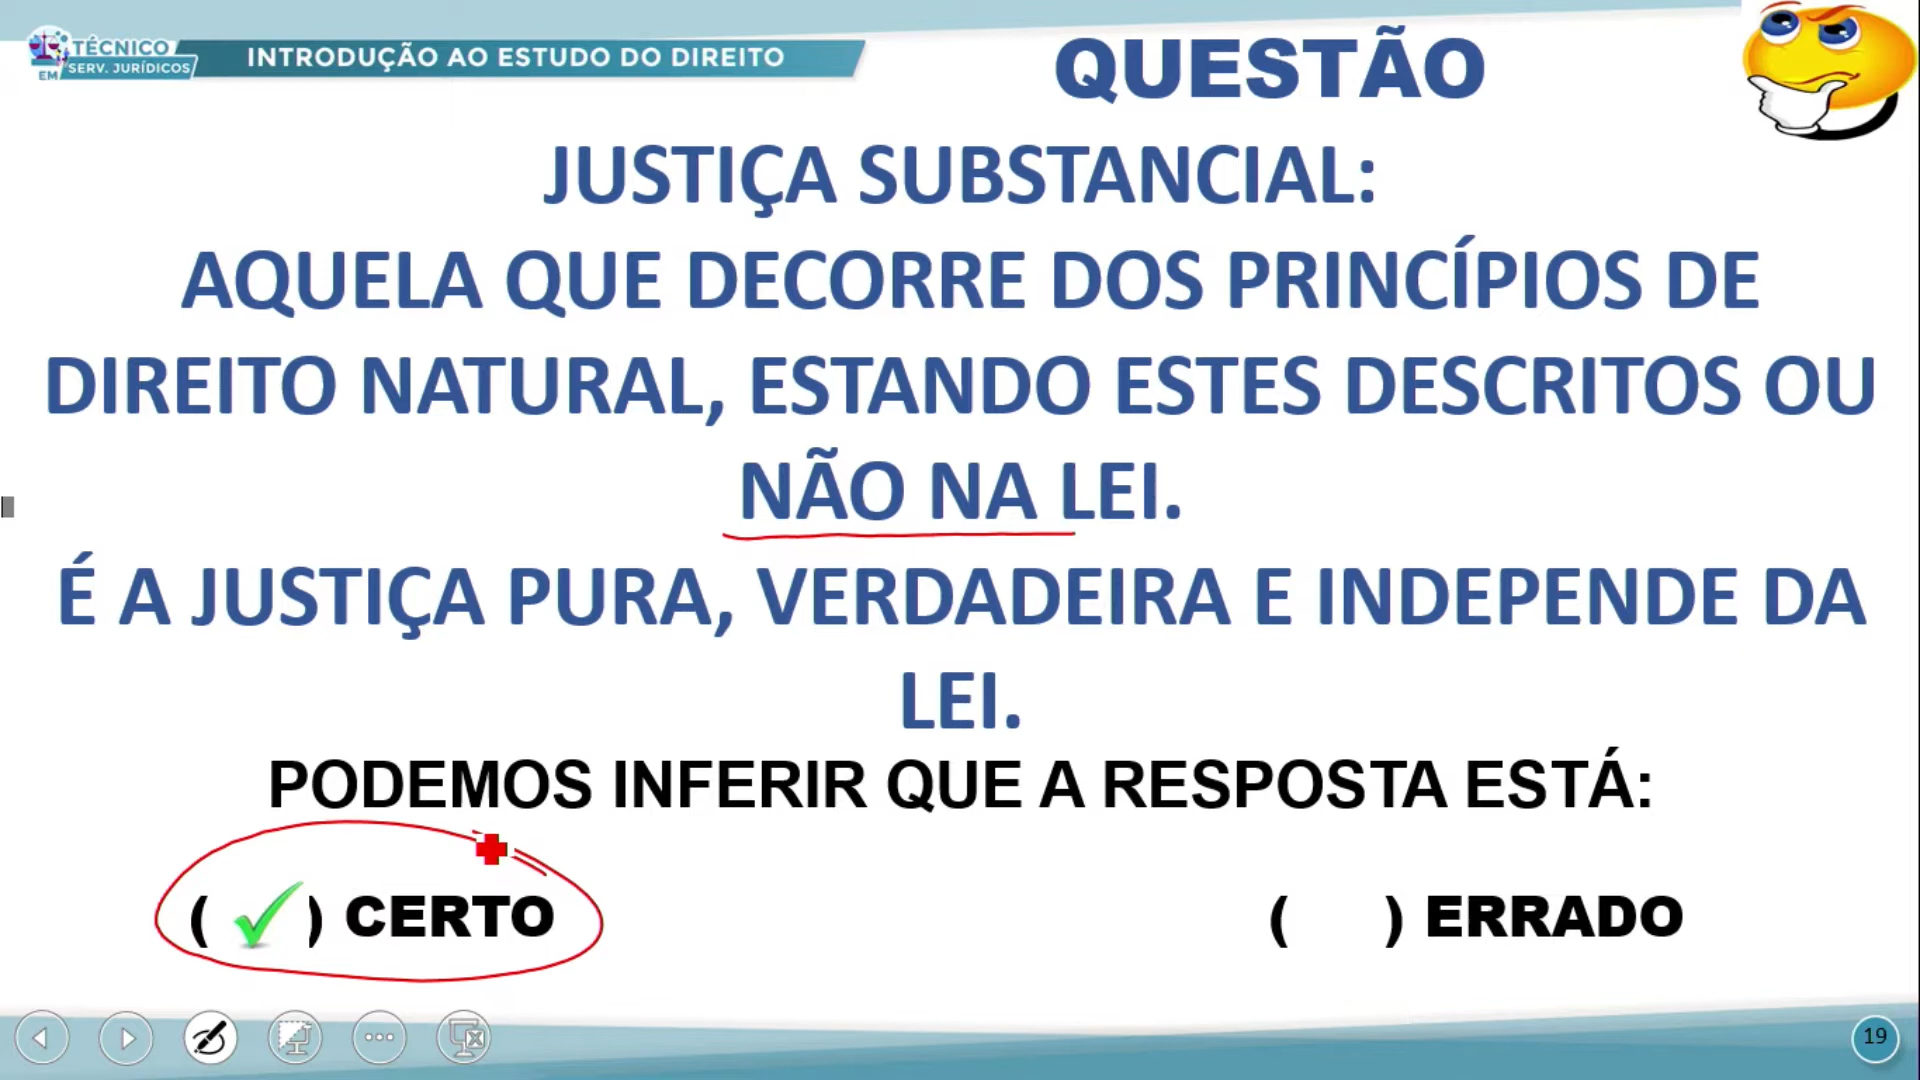 TÉCNICO
EM SERV. JURÍDICOS
INTRODUÇÃO AO ESTUDO DO DIREITO
QUESTÃO
JUSTIÇA SUBSTANCIAL:
AQUELA QUE DECORRE DOS PRINCÍPIOS DE
DIREITO NATURAL, ESTANDO ESTES DESCRITOS OU
NÃO NA LEI.
É A JUSTIÇA PURA, VERDADEIRA E INDEPENDE DA
LEI.
PODEMOS INFERIR QUE A RESPOSTA ESTÁ:
( ✓ ) CERTO
( ) ERRADO
19